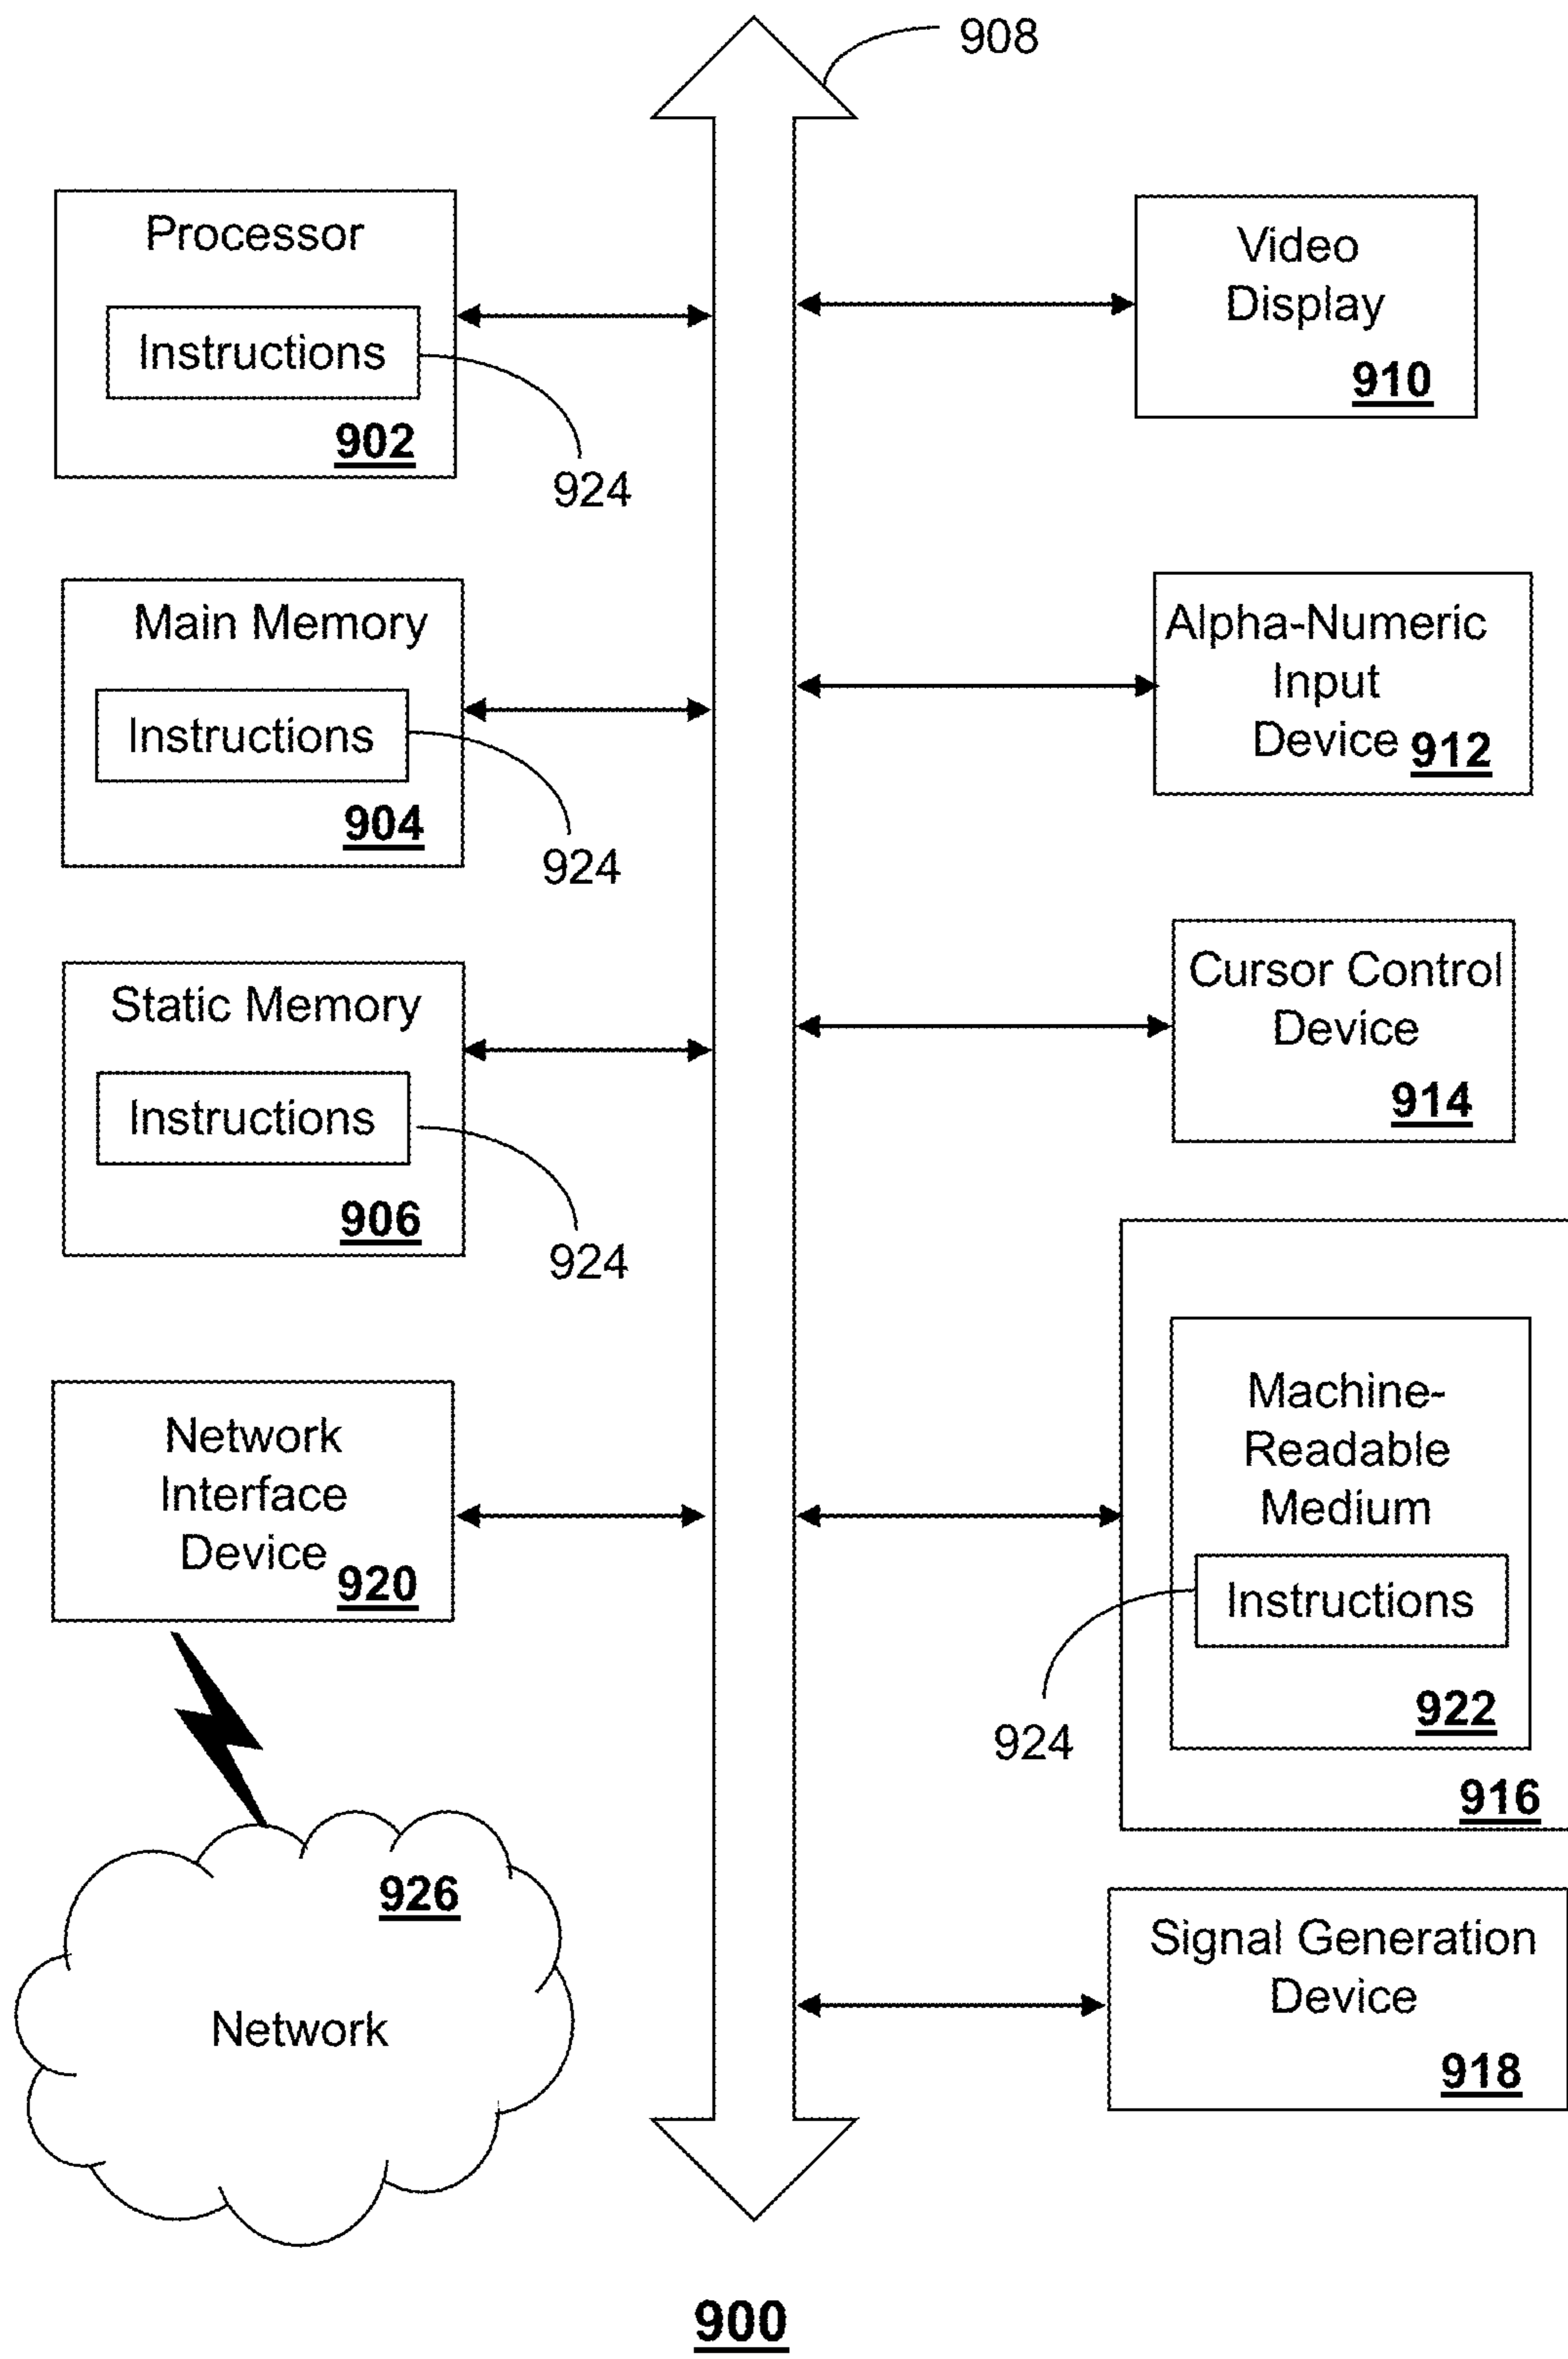 908
Processor
Instructions
902
924
Main Memory
Instructions
904
924
Static Memory
Instructions
906
924
Network
Interface
Device
920
926
Network
Video
Display
910
Alpha-Numeric
Input
Device 912
Cursor Control
Device
914
Machine-
Readable
Medium
Instructions
922
924
916
Signal Generation
Device
918
900